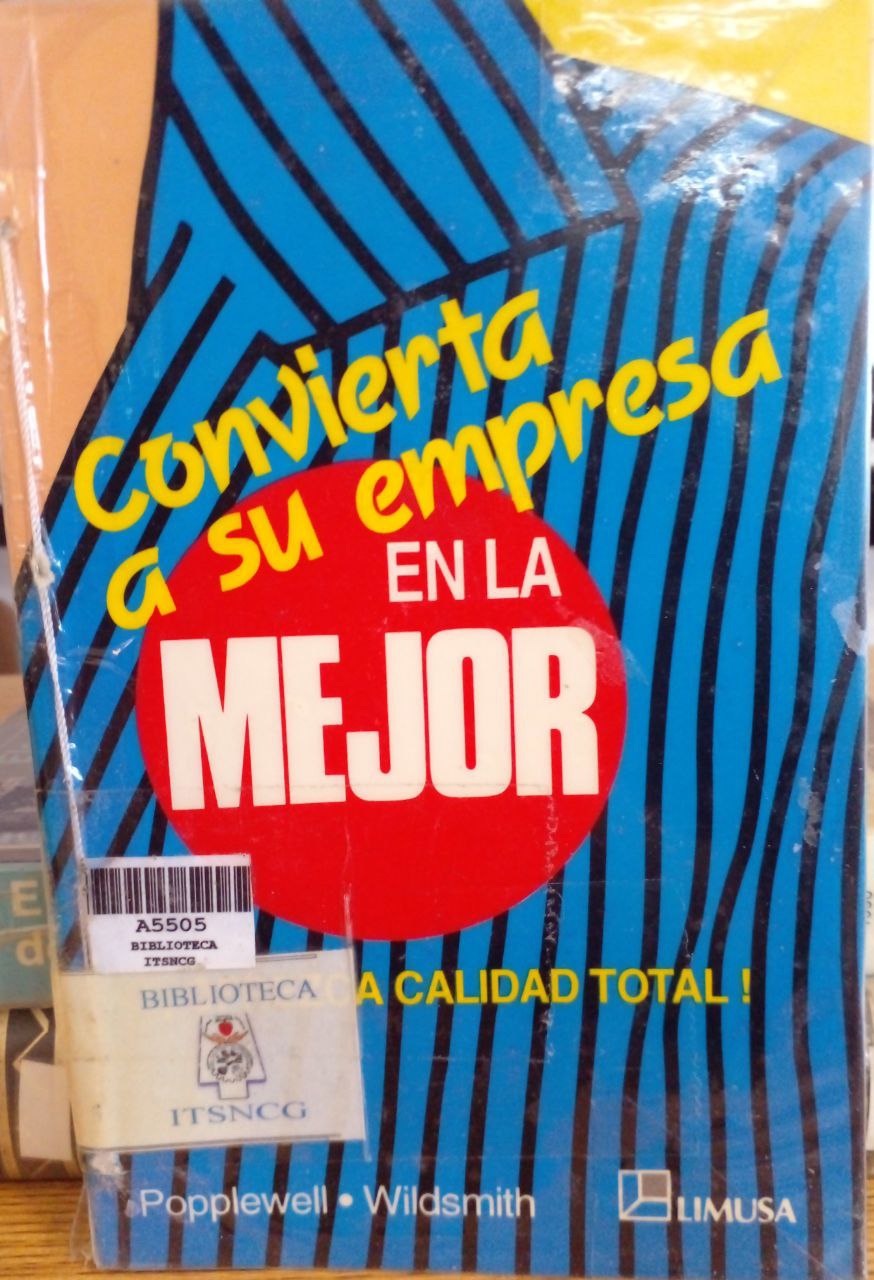 Convierta
a su empresa
EN LA
MEJOR
A5505
BIBLIOTECA
ITSNCG
CALIDAD TOTAL !
BIBLIOTECA
ITSNCG
Popplewell • Wildsmith
LIMUSA